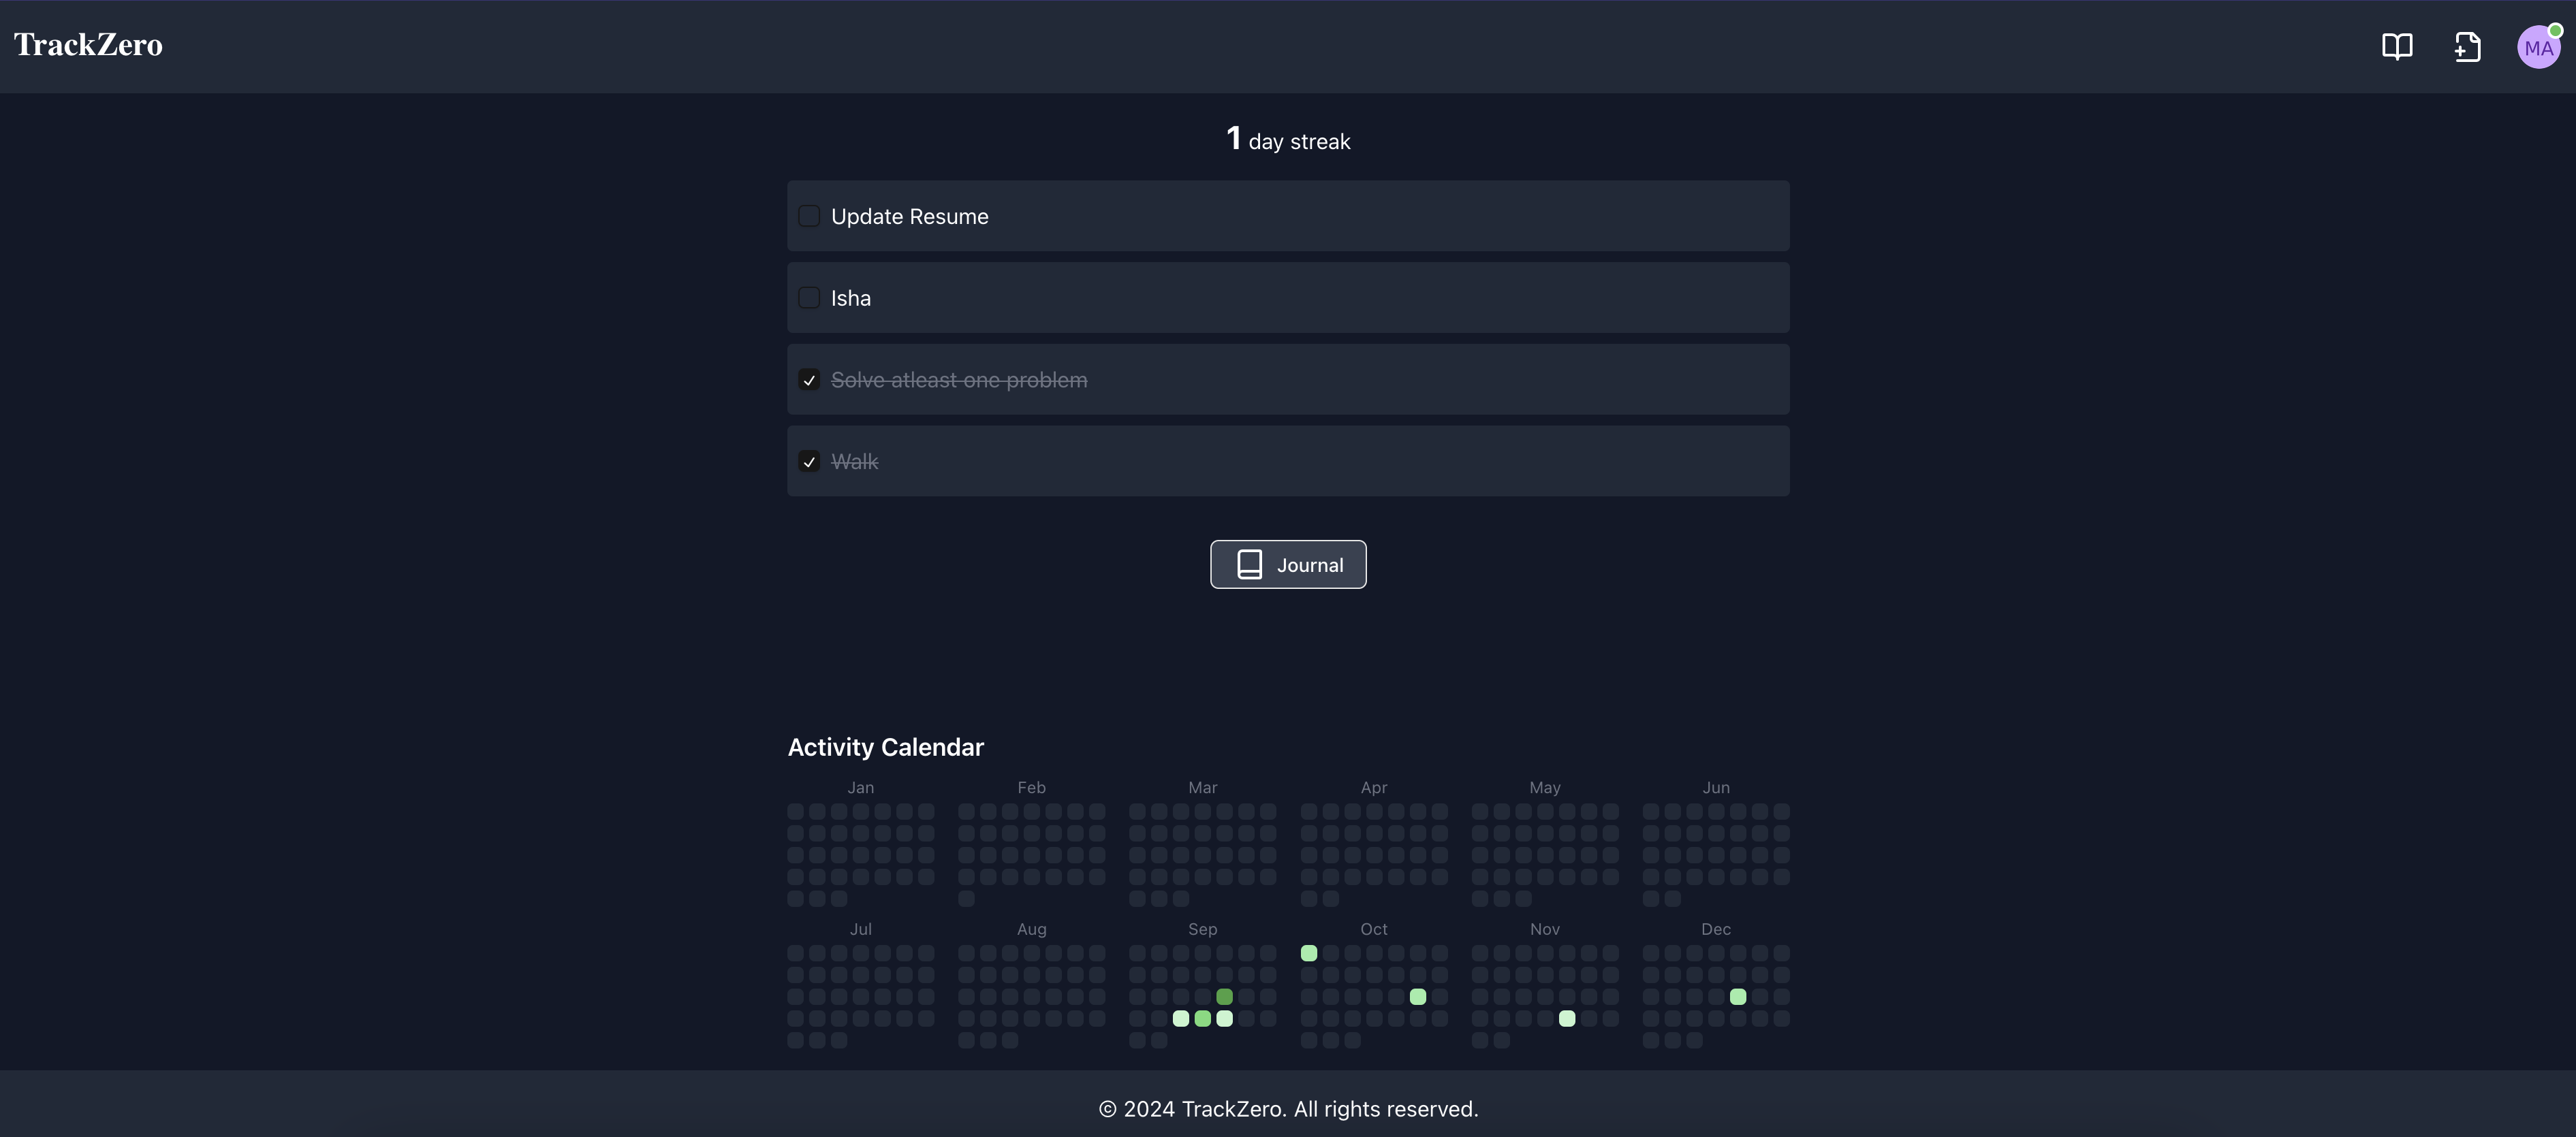 TrackZero
MA
1 day streak
Update Resume
Isha
Solve atleast one problem
Walk
Journal
Activity Calendar
Jan Feb Mar Apr May Jun
Jul Aug Sep Oct Nov Dec
© 2024 TrackZero. All rights reserved.